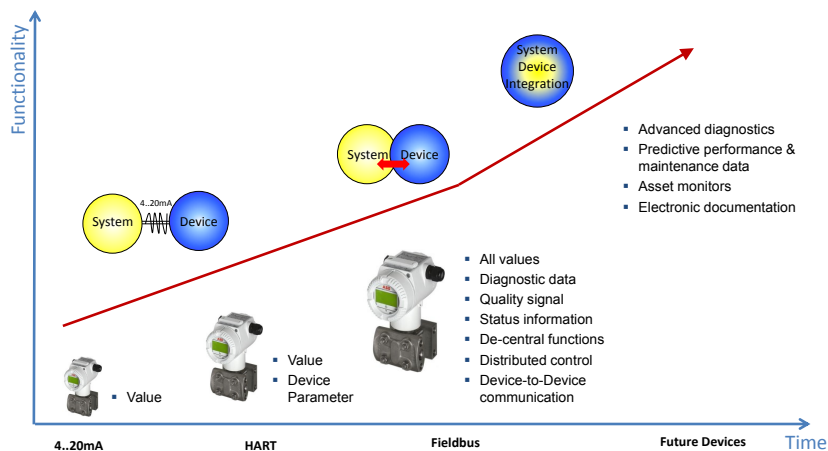 Functionality
System
Device
Integration
System
Device
4..20mA
System
Device
▪ Advanced diagnostics
▪ Predictive performance &
maintenance data
▪ Asset monitors
▪ Electronic documentation
▪ All values
▪ Diagnostic data
▪ Quality signal
▪ Status information
▪ De-central functions
▪ Distributed control
▪ Device-to-Device
communication
▪ Value
▪ Device
Parameter
▪ Value
4..20mA
HART
Fieldbus
Future Devices
Time